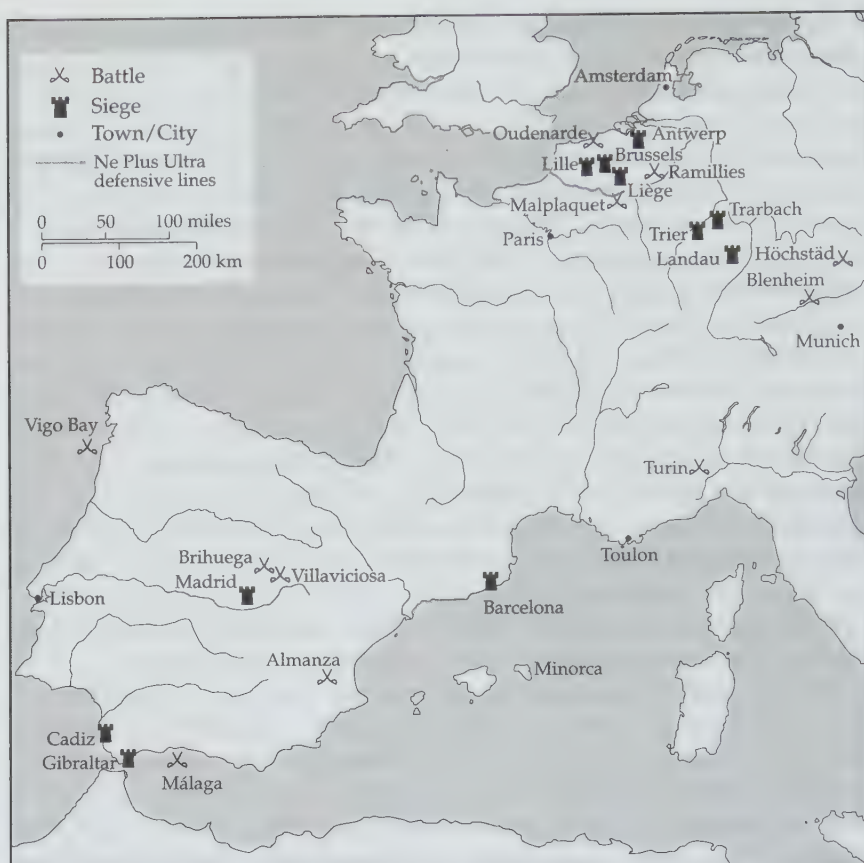 Battle
Siege
Town/City
Ne Plus Ultra
defensive lines
0 50 100 miles
0 100 200 km
Amsterdam
Oudenarde
Antwerp
Brussels
Lille
Ramillies
Liège
Malplaquet
Trarbach
Paris
Trier
Landau
Höchstäd
Blenheim
Munich
Vigo Bay
Turin
Toulon
Brihuega
Villaviciosa
Madrid
Lisbon
Barcelona
Minorca
Almanza
Cadiz
Gibraltar
Málaga